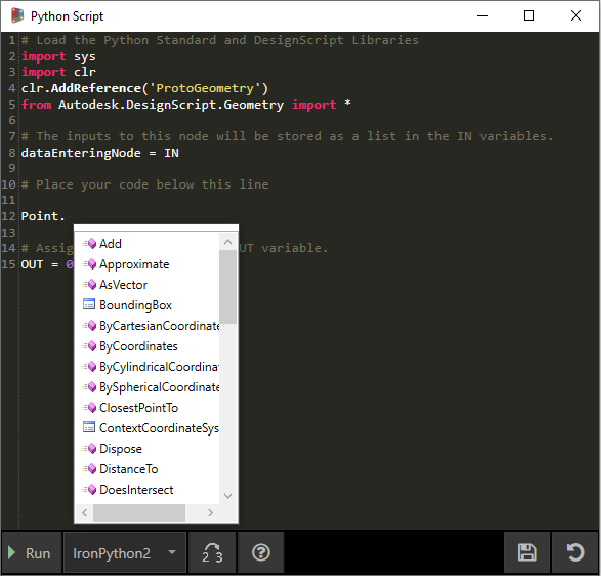 Python Script
1 # Load the Python Standard and DesignScript Libraries
2 import sys
3 import clr
4 clr.AddReference('ProtoGeometry')
5 from Autodesk.DesignScript.Geometry import *
6
7 # The inputs to this node will be stored as a list in the IN variables.
8 dataEnteringNode = IN
9
10 # Place your code below this line
11
12 Point.
13
14 # Assig UT variable.
15 OUT = 0
Add
Approximate
AsVector
BoundingBox
ByCartesianCoordinate
ByCoordinates
ByCylindricalCoordina
BySphericalCoordinate
ClosestPointTo
ContextCoordinateSys
Dispose
DistanceTo
DoesIntersect
Run IronPython2 2 3 ?